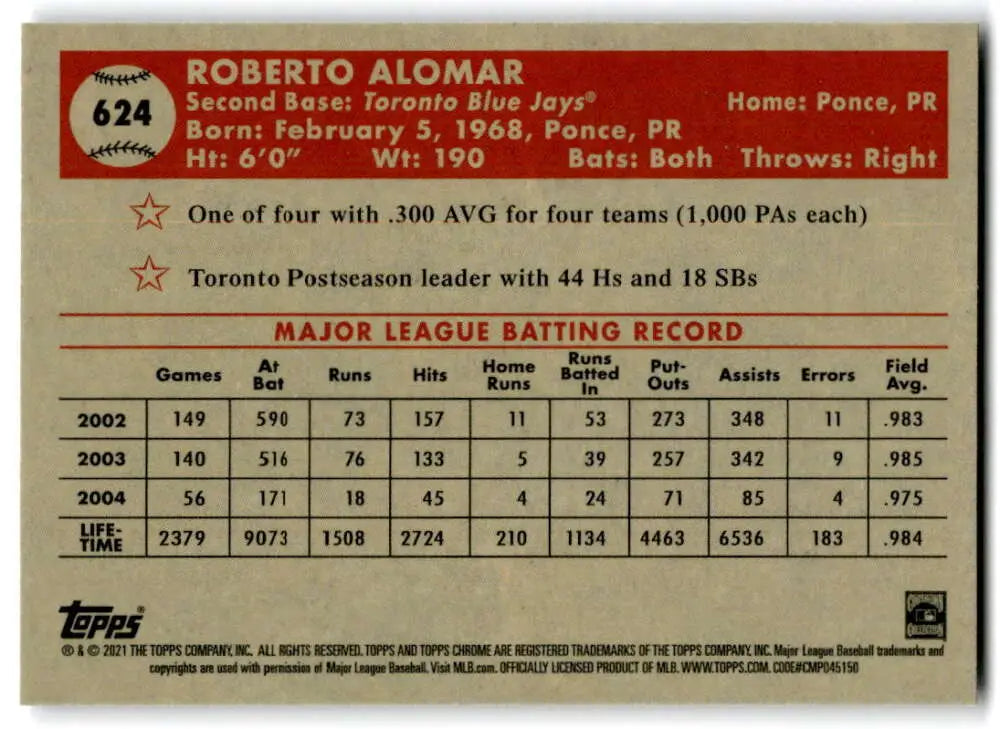 624
ROBERTO ALOMAR
Second Base: Toronto Blue Jays® Home: Ponce, PR
Born: February 5, 1968, Ponce, PR
Ht: 6'0" Wt: 190 Bats: Both Throws: Right
One of four with .300 AVG for four teams (1,000 PAs each)
Toronto Postseason leader with 44 Hs and 18 SBs
MAJOR LEAGUE BATTING RECORD
Games At Bat Runs Hits Home Runs Runs Batted In Put-Outs Assists Errors Field Avg.
2002 149 590 73 157 11 53 273 348 11 .983
2003 140 516 76 133 5 39 257 342 9 .985
2004 56 171 18 45 4 24 71 85 4 .975
LIFE-TIME 2379 9073 1508 2724 210 1134 4463 6536 183 .984
Topps®
® & © 2021 THE TOPPS COMPANY, INC. ALL RIGHTS RESERVED. TOPPS AND TOPPS CHROME ARE REGISTERED TRADEMARKS OF THE TOPPS COMPANY, INC. Major League Baseball trademarks and
copyrights are used with permission of Major League Baseball. Visit MLB.com. OFFICIALLY LICENSED PRODUCT OF MLB. WWW.TOPPS.COM. CODE#CMP045150